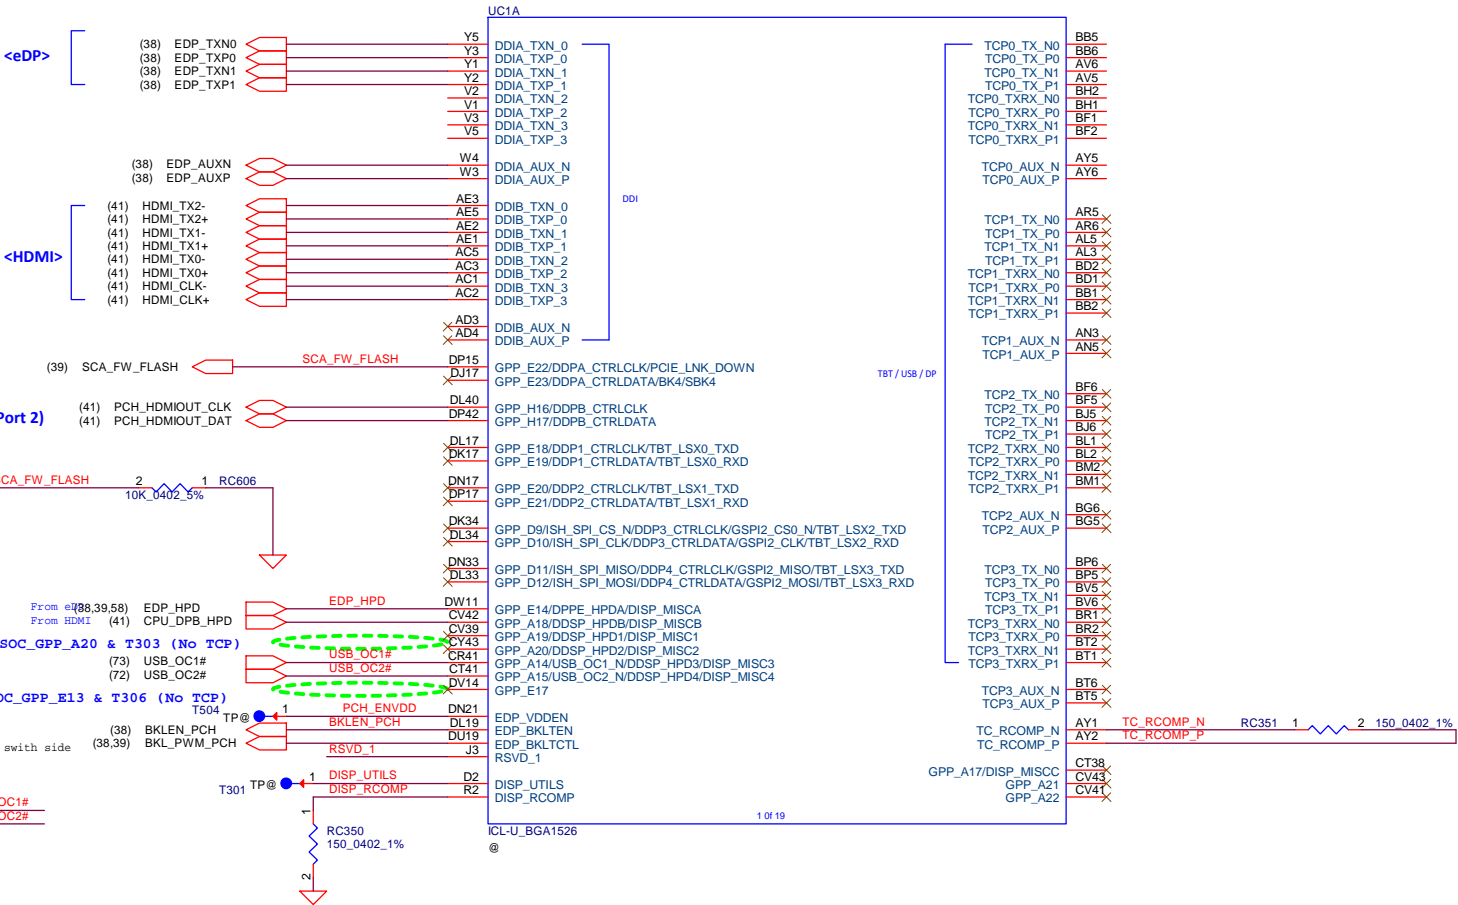 UC1A
<eDP>
(38) EDP_TXN0 Y5 DDIA_TXN_0
(38) EDP_TXP0 Y3 DDIA_TXP_0
(38) EDP_TXN1 Y1 DDIA_TXN_1
(38) EDP_TXP1 Y2 DDIA_TXP_1
V2 DDIA_TXN_2
V1 DDIA_TXP_2
V3 DDIA_TXN_3
V5 DDIA_TXP_3
(38) EDP_AUXN W4 DDIA_AUX_N
(38) EDP_AUXP W3 DDIA_AUX_P
<HDMI>
(41) HDMI_TX2- AE3 DDIB_TXN_0
(41) HDMI_TX2+ AE5 DDIB_TXP_0
(41) HDMI_TX1- AE2 DDIB_TXN_1
(41) HDMI_TX1+ AE1 DDIB_TXP_1
(41) HDMI_TX0- AC5 DDIB_TXN_2
(41) HDMI_TX0+ AC3 DDIB_TXP_2
(41) HDMI_CLK- AC1 DDIB_TXN_3
(41) HDMI_CLK+ AC2 DDIB_TXP_3
AD3 DDIB_AUX_N
AD4 DDIB_AUX_P
DDI
(39) SCA_FW_FLASH SCA_FW_FLASH DP15 GPP_E22/DDPA_CTRLCLK/PCIE_LNK_DOWN
DJ17 GPP_E23/DDPA_CTRLDATA/BK4/SBK4
Port 2)
(41) PCH_HDMIOUT_CLK DL40 GPP_H16/DDPB_CTRLCLK
(41) PCH_HDMIOUT_DAT DP42 GPP_H17/DDPB_CTRLDATA
DL17 GPP_E18/DDP1_CTRLCLK/TBT_LSX0_TXD
DK17 GPP_E19/DDP1_CTRLDATA/TBT_LSX0_RXD
CA_FW_FLASH 2 1 RC606
10K_0402_5%
DN17 GPP_E20/DDP2_CTRLCLK/TBT_LSX1_TXD
DP17 GPP_E21/DDP2_CTRLDATA/TBT_LSX1_RXD
DK34 GPP_D9/ISH_SPI_CS_N/DDP3_CTRLCLK/GSPI2_CS0_N/TBT_LSX2_TXD
DL34 GPP_D10/ISH_SPI_CLK/DDP3_CTRLDATA/GSPI2_CLK/TBT_LSX2_RXD
DN33 GPP_D11/ISH_SPI_MISO/DDP4_CTRLCLK/GSPI2_MISO/TBT_LSX3_TXD
DL33 GPP_D12/ISH_SPI_MOSI/DDP4_CTRLDATA/GSPI2_MOSI/TBT_LSX3_RXD
From (38,39,58) EDP_HPD EDP_HPD DW11 GPP_E14/DPPE_HPDA/DISP_MISCA
From HDMI (41) CPU_DPB_HPD CV42 GPP_A18/DDSP_HPDB/DISP_MISCB
CV39 GPP_A19/DDSP_HPD1/DISP_MISC1
SOC_GPP_A20 & T303 (No TCP) CY43 GPP_A20/DDSP_HPD2/DISP_MISC2
(73) USB_OC1# USB_OC1# CR41 GPP_A14/USB_OC1_N/DDSP_HPD3/DISP_MISC3
(72) USB_OC2# USB_OC2# CT41 GPP_A15/USB_OC2_N/DDSP_HPD4/DISP_MISC4
OC_GPP_E13 & T306 (No TCP) DV14 GPP_E17
T504 TP@ 1 PCH_ENVDD DN21 EDP_VDDEN
(38) BKLEN_PCH BKLEN_PCH DL19 EDP_BKLTEN
swith side (38,39) BKL_PWM_PCH DU19 EDP_BKLTCTL
RSVD_1 J3 RSVD_1
T301 TP@ 1 DISP_UTILS D2 DISP_UTILS
DISP_RCOMP R2 DISP_RCOMP
OC1#
OC2#
1
RC350
150_0402_1%
2
TCP0_TX_N0 BB5
TCP0_TX_P0 BB6
TCP0_TX_N1 AV6
TCP0_TX_P1 AV5
TCP0_TXRX_N0 BH2
TCP0_TXRX_P0 BH1
TCP0_TXRX_N1 BF1
TCP0_TXRX_P1 BF2
TCP0_AUX_N AY5
TCP0_AUX_P AY6
TCP1_TX_N0 AR5
TCP1_TX_P0 AR6
TCP1_TX_N1 AL5
TCP1_TX_P1 AL3
TCP1_TXRX_N0 BD2
TCP1_TXRX_P0 BD1
TCP1_TXRX_N1 BB1
TCP1_TXRX_P1 BB2
TCP1_AUX_N AN3
TCP1_AUX_P AN5
TBT / USB / DP
TCP2_TX_N0 BF6
TCP2_TX_P0 BF5
TCP2_TX_N1 BJ5
TCP2_TX_P1 BJ6
TCP2_TXRX_N0 BL1
TCP2_TXRX_P0 BL2
TCP2_TXRX_N1 BM2
TCP2_TXRX_P1 BM1
TCP2_AUX_N BG6
TCP2_AUX_P BG5
TCP3_TX_N0 BP6
TCP3_TX_P0 BP5
TCP3_TX_N1 BV5
TCP3_TX_P1 BV6
TCP3_TXRX_N0 BR1
TCP3_TXRX_P0 BR2
TCP3_TXRX_N1 BT2
TCP3_TXRX_P1 BT1
TCP3_AUX_N BT6
TCP3_AUX_P BT5
TC_RCOMP_N AY1 TC_RCOMP_N RC351 1 2 150_0402_1%
TC_RCOMP_P AY2 TC_RCOMP_P
GPP_A17/DISP_MISCC CT38
GPP_A21 CV43
GPP_A22 CV41
1 of 19
ICL-U_BGA1526
@